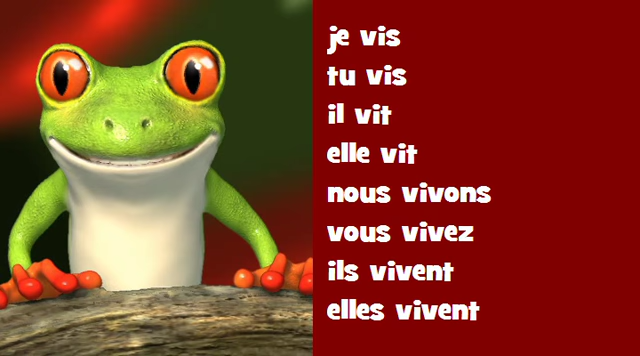 je vis
tu vis
il vit
elle vit
nous vivons
vous vivez
ils vivent
elles vivent